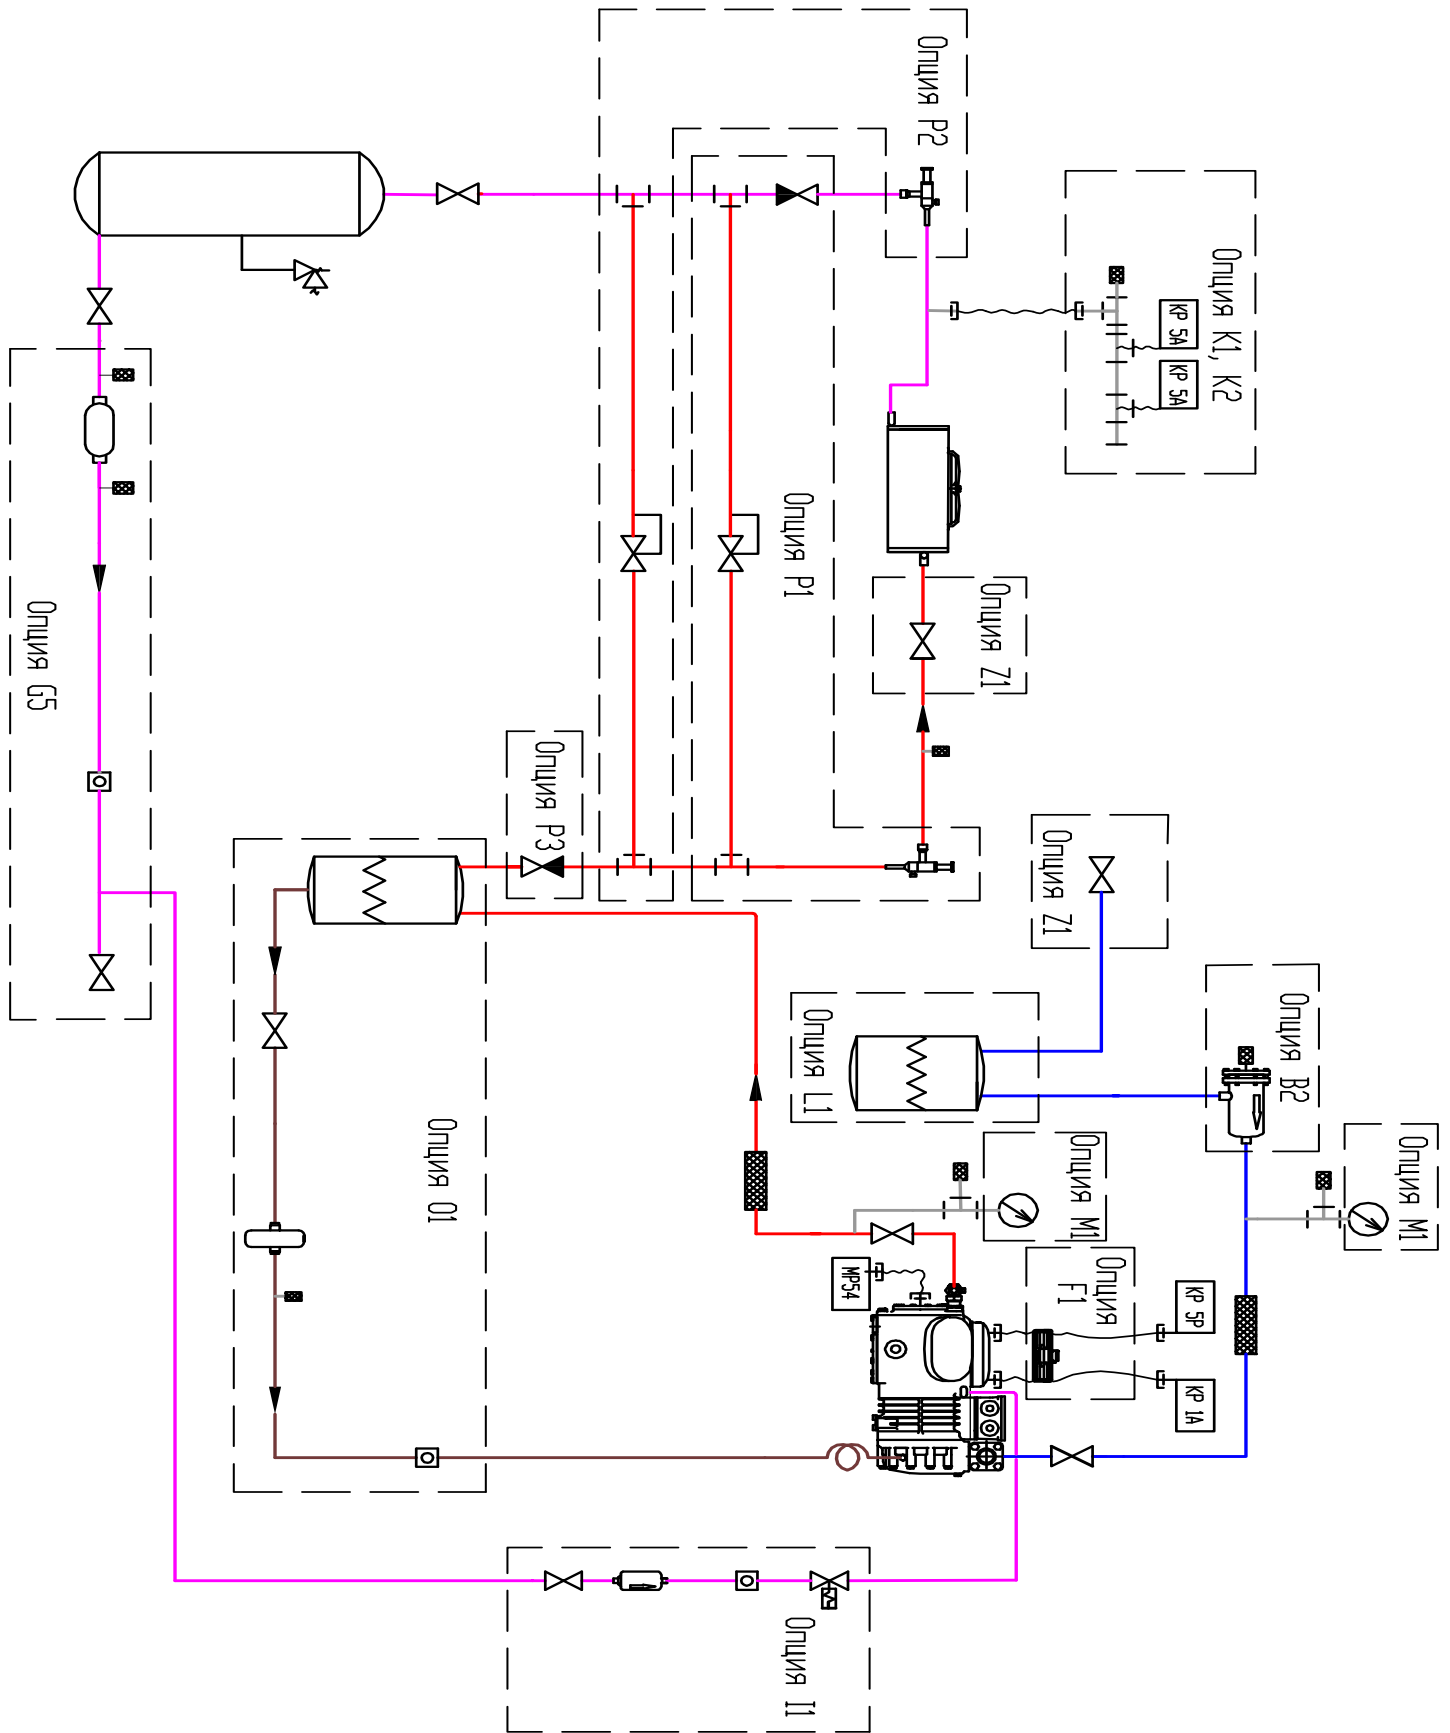 Опция P2
Опция K1, K2
KP 5A
KP 5A
Опция P1
Опция Z1
Опция G5
Опция P3
Опция Z1
Опция B2
Опция L1
Опция M1
Опция M1
Опция O1
MP54
Опция
F1
KP 5P
KP 1A
Опция I1